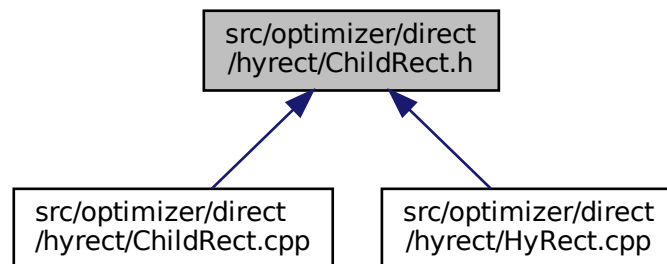 src/optimizer/direct
/hyrect/ChildRect.h
src/optimizer/direct
/hyrect/ChildRect.cpp
src/optimizer/direct
/hyrect/HyRect.cpp